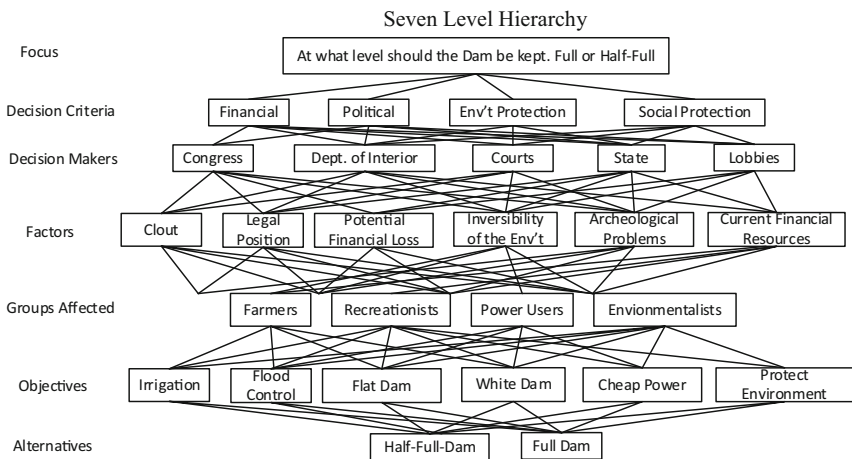 Seven Level Hierarchy
Focus
At what level should the Dam be kept. Full or Half-Full
Decision Criteria
Financial
Political
Env't Protection
Social Protection
Decision Makers
Congress
Dept. of Interior
Courts
State
Lobbies
Factors
Clout
Legal
Position
Potential
Financial Loss
Inversibility
of the Env't
Archeological
Problems
Current Financial
Resources
Groups Affected
Farmers
Recreationists
Power Users
Envionmentalists
Objectives
Irrigation
Flood
Control
Flat Dam
White Dam
Cheap Power
Protect
Environment
Alternatives
Half-Full-Dam
Full Dam